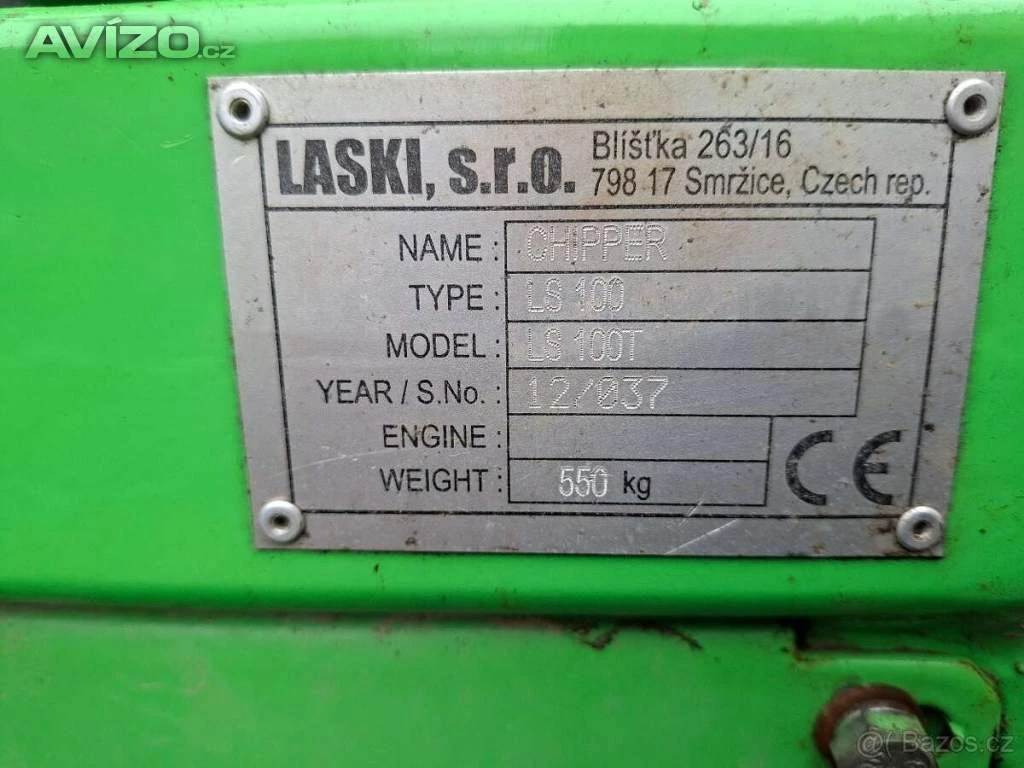 AVÍZO.cz
LASKI, s.r.o.
Blíšťka 263/16
798 17 Smržice, Czech rep.
NAME : CHIPPER
TYPE : LS 100
MODEL : LS 100T
YEAR / S.No. : 12/037
ENGINE :
WEIGHT : 550 kg
CE
@ Bazos.cz